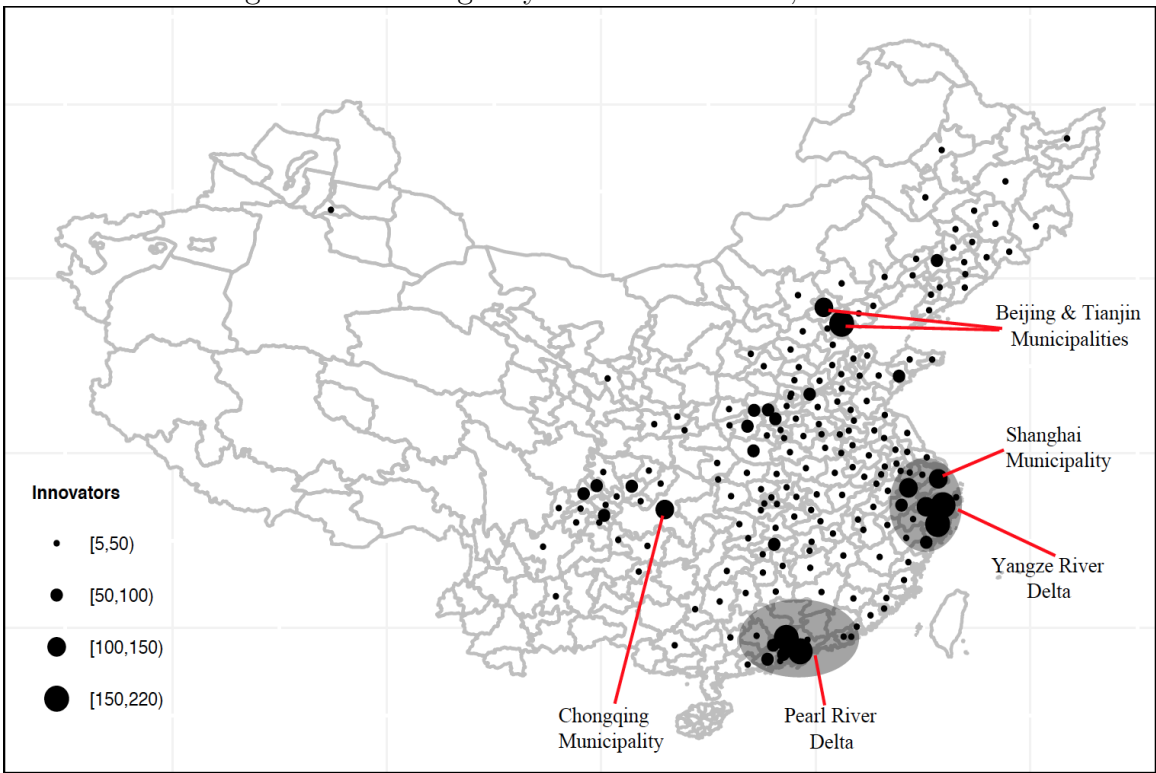 Beijing & Tianjin
Municipalities
Shanghai
Municipality
Innovators
[5,50)
[50,100)
[100,150)
[150,220)
Yangze River
Delta
Chongqing
Municipality
Pearl River
Delta